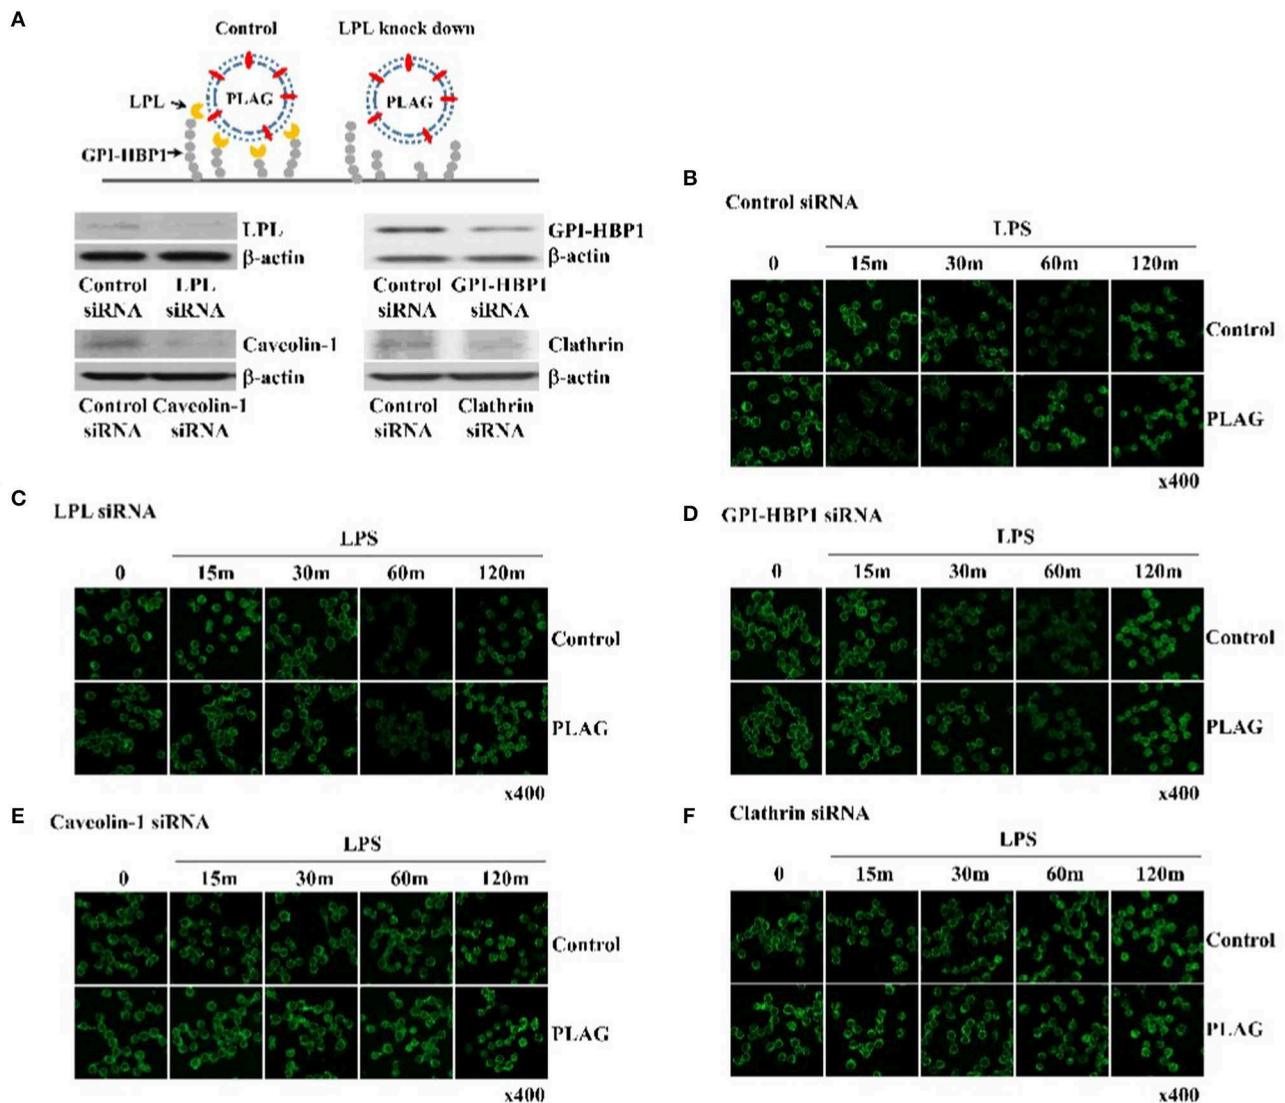 A
Control
LPL knock down
LPL
PLAG
PLAG
GPI-HBP1
LPL
β-actin
Control
siRNA
LPL
siRNA
GPI-HBP1
β-actin
Control
siRNA
GPI-HBP1
siRNA
Caveolin-1
β-actin
Control
siRNA
Caveolin-1
siRNA
Clathrin
β-actin
Control
siRNA
Clathrin
siRNA
B
Control siRNA
LPS
0 15m 30m 60m 120m
Control
PLAG
x400
C
LPL siRNA
LPS
0 15m 30m 60m 120m
Control
PLAG
x400
D
GPI-HBP1 siRNA
LPS
0 15m 30m 60m 120m
Control
PLAG
x400
E
Caveolin-1 siRNA
LPS
0 15m 30m 60m 120m
Control
PLAG
x400
F
Clathrin siRNA
LPS
0 15m 30m 60m 120m
Control
PLAG
x400